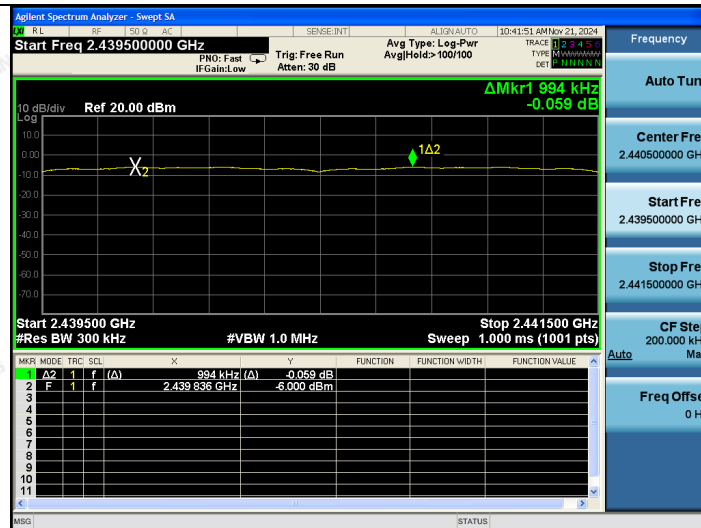 Agilent Spectrum Analyzer - Swept SA
RL RF 50 Ω AC SENSE:INT ALIGN AUTO 10:41:51 AM Nov 21, 2024
Start Freq 2.439500000 GHz
PNO: Fast
IFGain:Low
Trig: Free Run
Atten: 30 dB
Avg Type: Log-Pwr
Avg|Hold:>100/100
TRACE 1 2 3 4 5 6
TYPE M
DET P N N N N N
ΔMkr1 994 kHz
-0.059 dB
10 dB/div Ref 20.00 dBm
Log
10.0
0.00
-10.0
-20.0
-30.0
-40.0
-50.0
-60.0
-70.0
X2
1Δ2
Start 2.439500 GHz Stop 2.441500 GHz
#Res BW 300 kHz #VBW 1.0 MHz Sweep 1.000 ms (1001 pts)
MKR MODE TRC SCL X Y FUNCTION FUNCTION WIDTH FUNCTION VALUE
1 Δ2 1 f (Δ) 994 kHz (Δ) -0.059 dB
2 F 1 f 2.439 836 GHz -6.000 dBm
3
4
5
6
7
8
9
10
11
MSG STATUS
Frequency
Auto Tun
Center Fre
2.440500000 GH
Start Fre
2.439500000 GH
Stop Fre
2.441500000 GH
CF Ste
200.000 kH
Auto Ma
Freq Offse
0 H